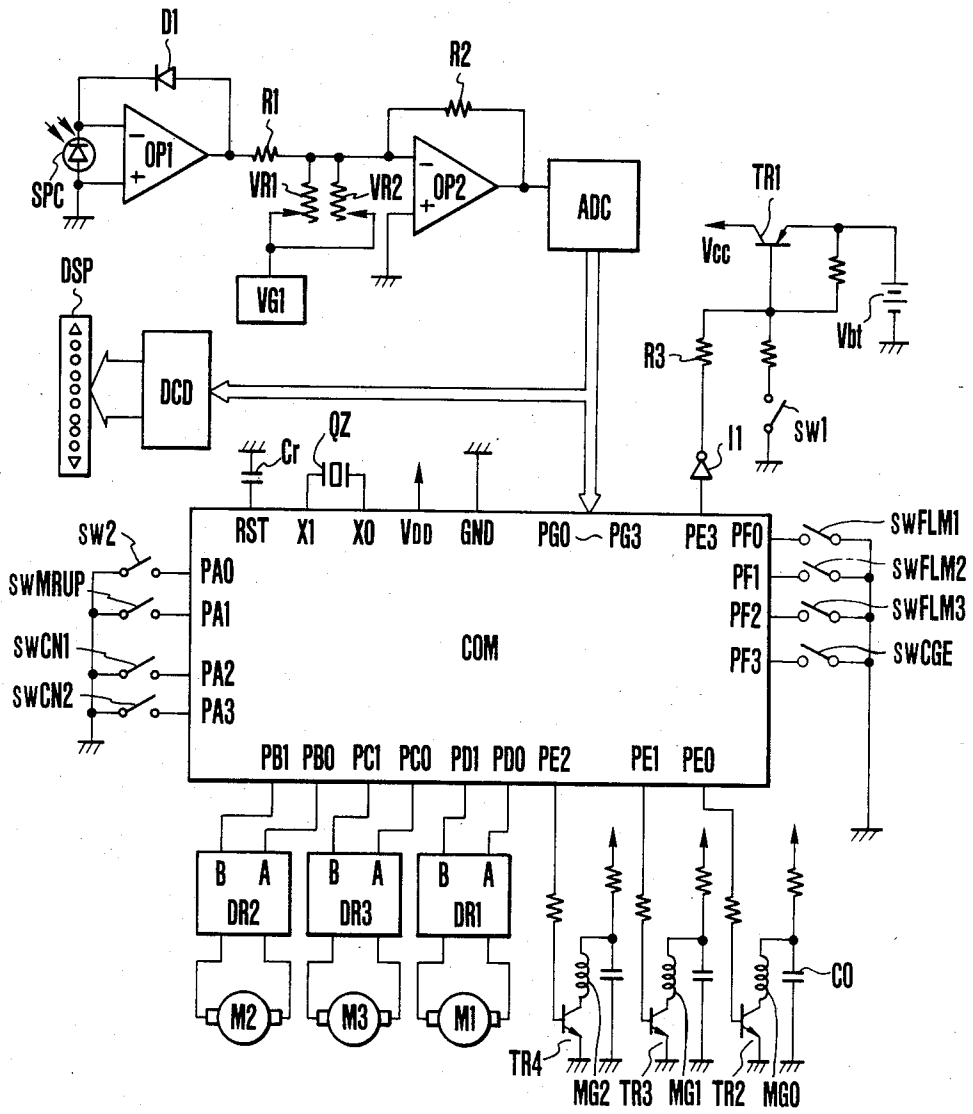 D1
R2
R1
OP1
VR1
VR2
OP2
SPC
ADC
TR1
Vcc
VG1
DSP
Vbt
R3
DCD
QZ
Cr
SW1
I1
RST X1 X0 VDD GND PG0 ~ PG3 PE3 PF0
SW2
SWFLM1
PA0
SWFLM2
SWMRUP
PF1
PA1
SWFLM3
PF2
SWCN1
COM
SWCGE
PA2
PF3
SWCN2
PA3
PB1 PB0 PC1 PC0 PD1 PD0 PE2 PE1 PE0
B A
B A
B A
DR2
DR3
DR1
C0
M2
M3
M1
TR4
MG2
TR3
MG1
TR2
MG0